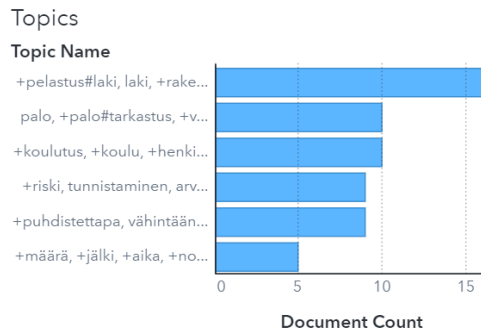 Topics
Topic Name
+pelastus#laki, laki, +rake...
palo, +palo#tarkastus, +v...
+koulutus, +koulu, +henki...
+riski, tunnistaminen, arv...
+puhdistettapa, vähintään...
+määrä, +jälki, +aika, +no...
0 5 10 15
Document Count